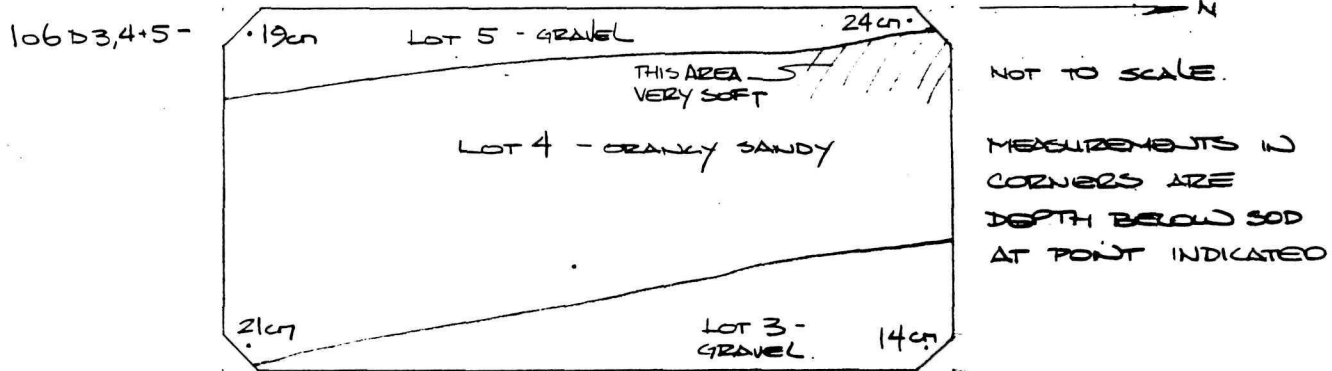 106D3,4+5-
·19cm
LOT 5 - GRAVEL
24cm·
N
THIS AREA
VERY SOFT
NOT TO SCALE.
LOT 4 - ORANGY SANDY
MEASUREMENTS IN
CORNERS ARE
DEPTH BELOW SOD
AT POINT INDICATED
21cm
LOT 3 -
GRAVEL.
14cm